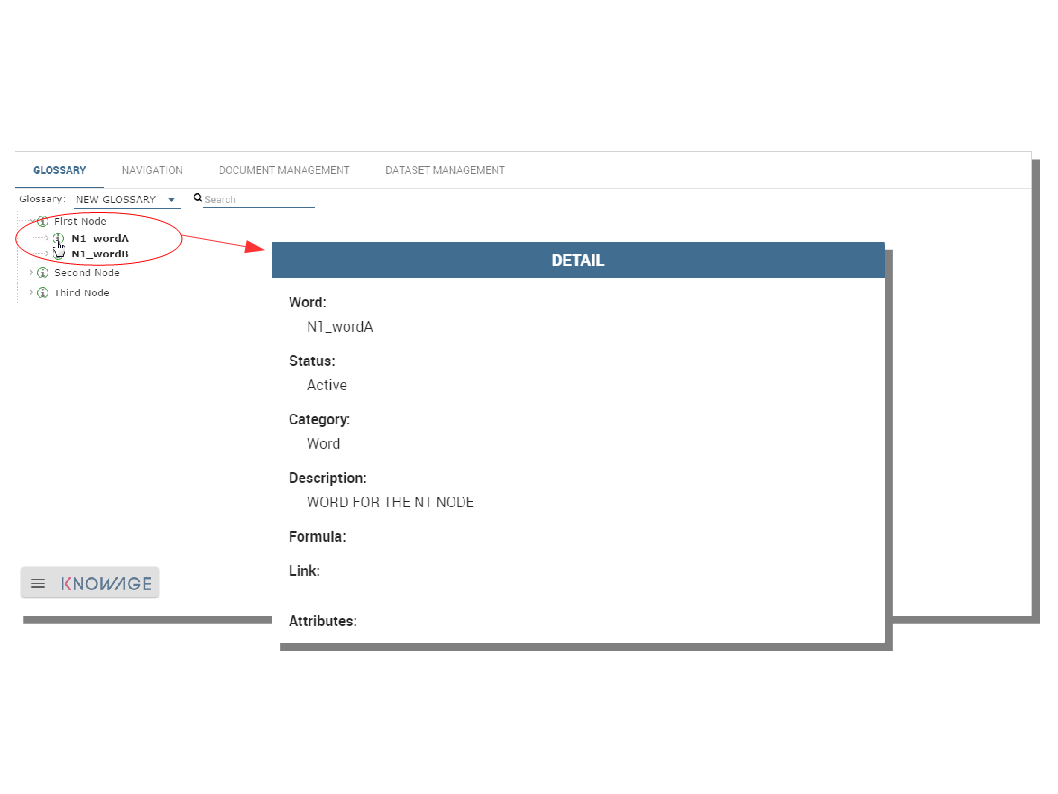 GLOSSARY NAVIGATION DOCUMENT MANAGEMENT DATASET MANAGEMENT
Glossary: NEW GLOSSARY Search
First Node
N1_wordA
N1_wordB
Second Node
Third Node
DETAIL
Word:
N1_wordA
Status:
Active
Category:
Word
Description:
WORD FOR THE N1 NODE
Formula:
Link:
Attributes:
KNOWAGE